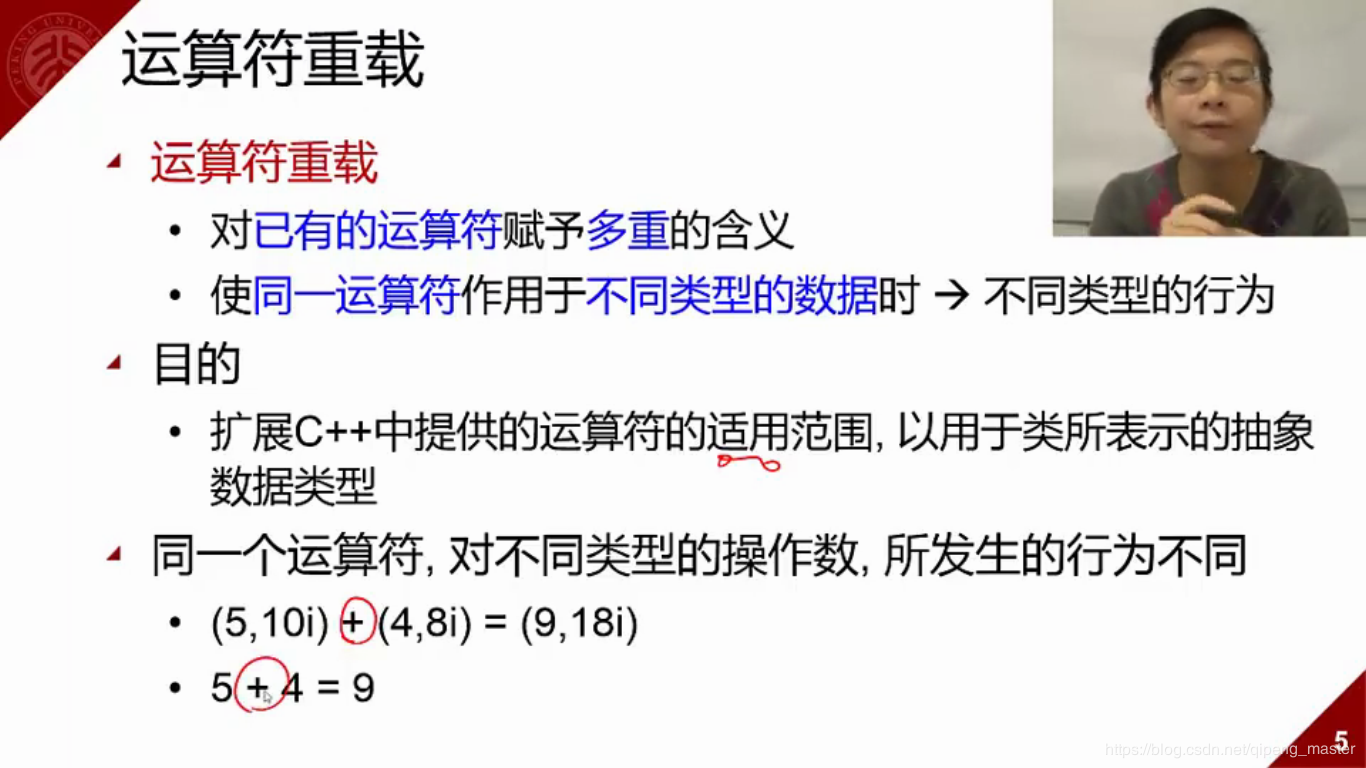 运算符重载
运算符重载
• 对已有的运算符赋予多重的含义
• 使同一运算符作用于不同类型的数据时 → 不同类型的行为
目的
• 扩展C++中提供的运算符的适用范围, 以用于类所表示的抽象
数据类型
同一个运算符, 对不同类型的操作数, 所发生的行为不同
• (5,10i) + (4,8i) = (9,18i)
• 5 + 4 = 9
5
https://blog.csdn.net/qipang_master